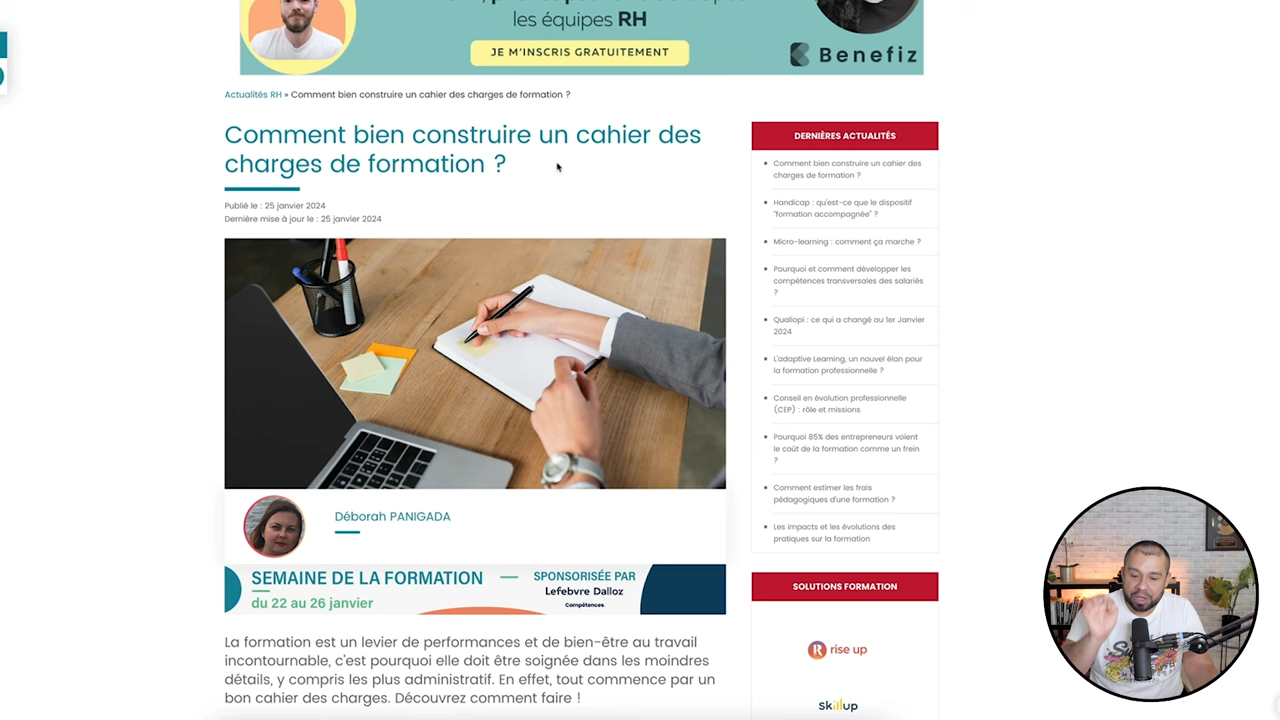 les équipes RH
JE M'INSCRIS GRATUITEMENT
Benefiz
Actualités RH » Comment bien construire un cahier des charges de formation ?
Comment bien construire un cahier des
charges de formation ?
Publié le : 25 janvier 2024
Dernière mise à jour le : 25 janvier 2024
Déborah PANIGADA
SEMAINE DE LA FORMATION
du 22 au 26 janvier
SPONSORISÉE PAR
Lefebvre Dalloz
Compétences
La formation est un levier de performances et de bien-être au travail
incontournable, c'est pourquoi elle doit être soignée dans les moindres
détails, y compris les plus administratif. En effet, tout commence par un
bon cahier des charges. Découvrez comment faire !
DERNIÈRES ACTUALITÉS
Comment bien construire un cahier des
charges de formation ?
Handicap : qu'est-ce que le dispositif
"formation accompagnée" ?
Micro-learning : comment ça marche ?
Pourquoi et comment développer les
compétences transversales des salariés
?
Qualiopi : ce qui a changé au 1er Janvier
2024
L'adaptive Learning, un nouvel élan pour
la formation professionnelle ?
Conseil en évolution professionnelle
(CEP) : rôle et missions
Pourquoi 85% des entrepreneurs voient
le coût de la formation comme un frein
?
Comment estimer les frais
pédagogiques d'une formation ?
Les impacts et les évolutions des
pratiques sur la formation
SOLUTIONS FORMATION
rise up
skillup